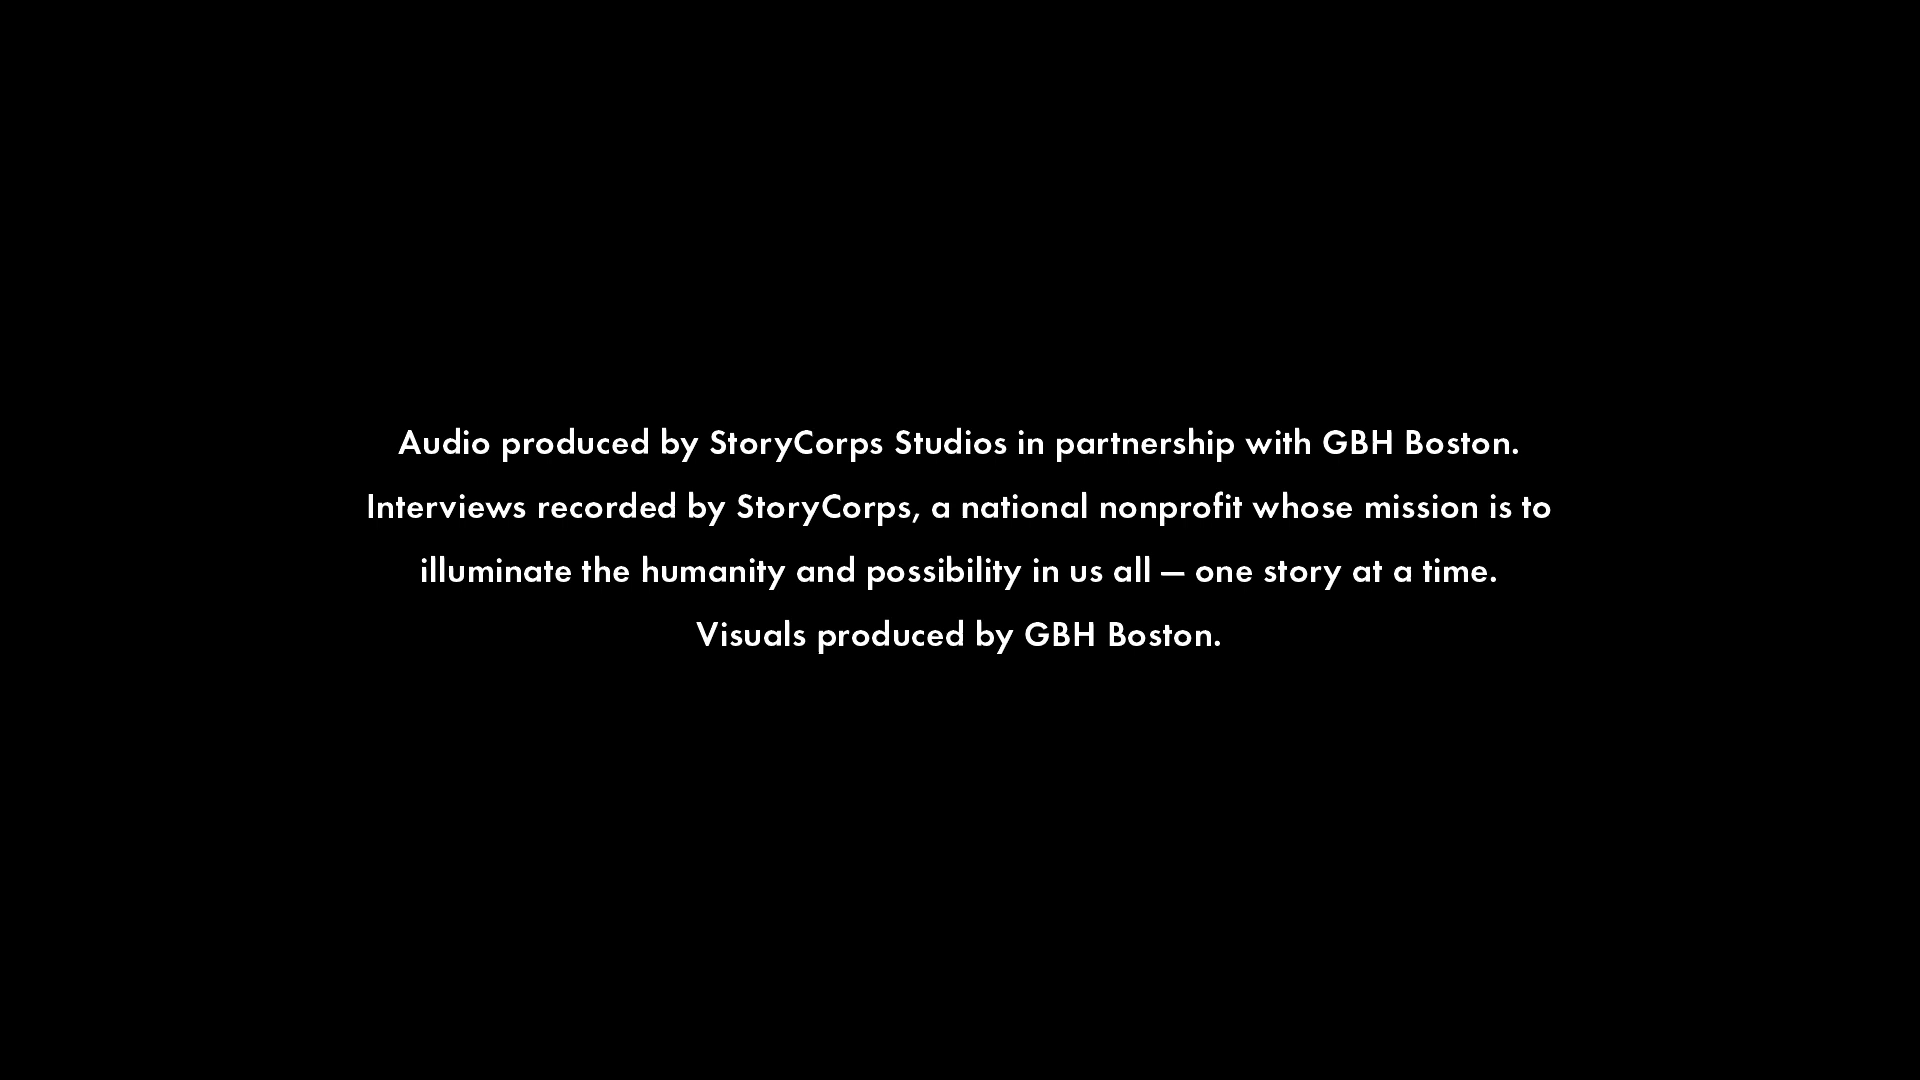 Audio produced by StoryCorps Studios in partnership with GBH Boston.
Interviews recorded by StoryCorps, a national nonprofit whose mission is to
illuminate the humanity and possibility in us all — one story at a time.
Visuals produced by GBH Boston.